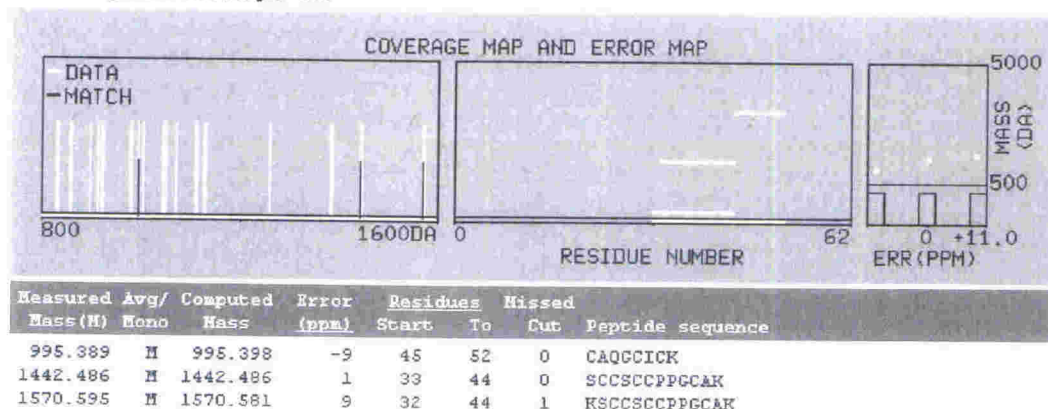 COVERAGE MAP AND ERROR MAP
DATA
MATCH
800 1600DA
0 62
RESIDUE NUMBER
5000
MASS (DA)
500
0 +11.0
ERR(PPM)
Measured Avg/ Computed Error Residues Missed
Mass(M) Mono Mass (ppm) Start To Cut Peptide sequence
995.389 M 995.398 -9 45 52 0 CAQGCICK
1442.486 M 1442.486 1 33 44 0 SCCSCCPPGCAK
1570.595 M 1570.581 9 32 44 1 KSCCSCCPPGCAK